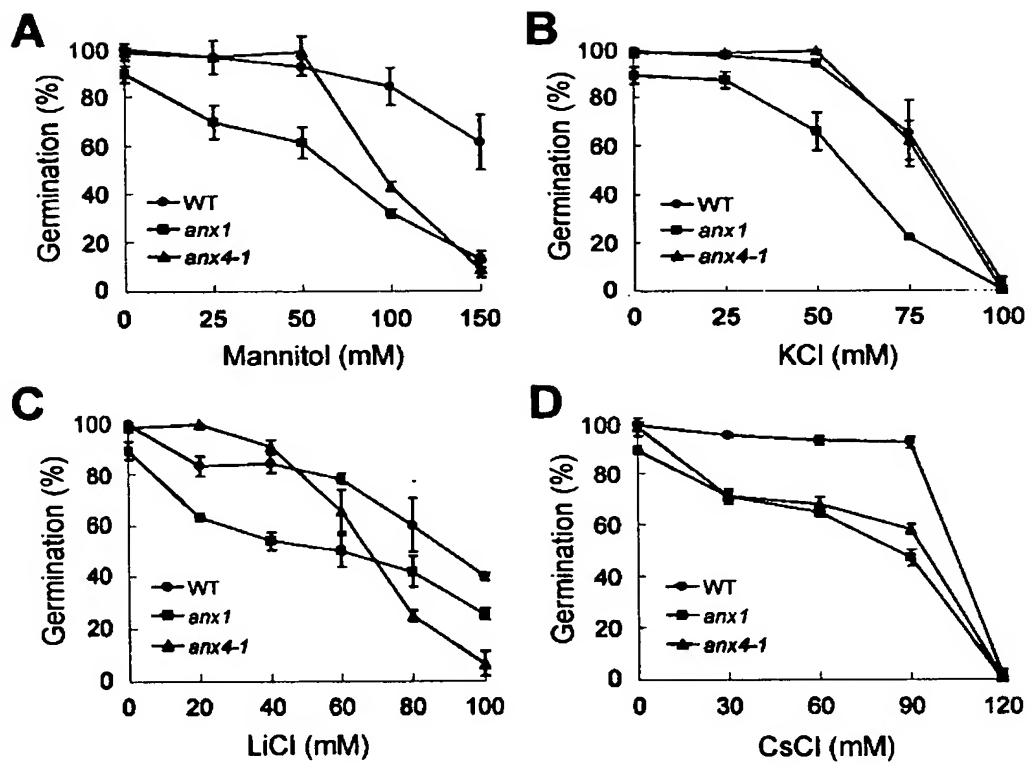 A
Germination (%)
100
80
60
40
20
0
WT
anx1
anx4-1
0 25 50 100 150
Mannitol (mM)
B
Germination (%)
100
80
60
40
20
0
WT
anx1
anx4-1
0 25 50 75 100
KCl (mM)
C
Germination (%)
100
80
60
40
20
0
WT
anx1
anx4-1
0 20 40 60 80 100
LiCl (mM)
D
Germination (%)
100
80
60
40
20
0
WT
anx1
anx4-1
0 30 60 90 120
CsCl (mM)